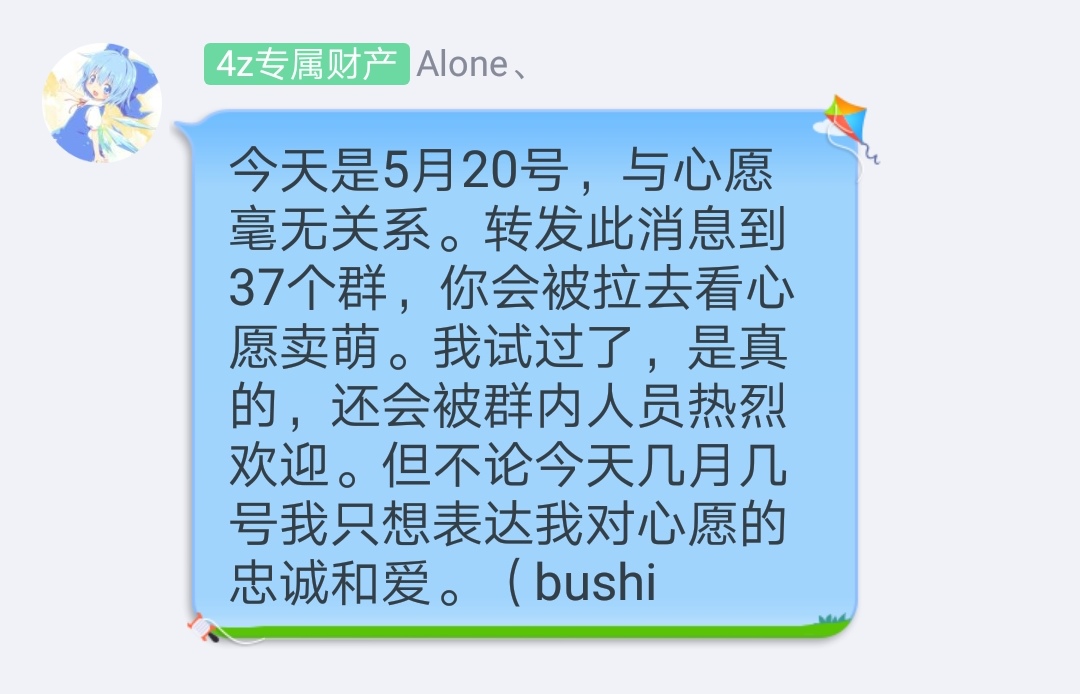 4z专属财产 Alone、
今天是5月20号，与心愿
毫无关系。转发此消息到
37个群，你会被拉去看心
愿卖萌。我试过了，是真
的，还会被群内人员热烈
欢迎。但不论今天几月几
号我只想表达我对心愿的
忠诚和爱。（bushi